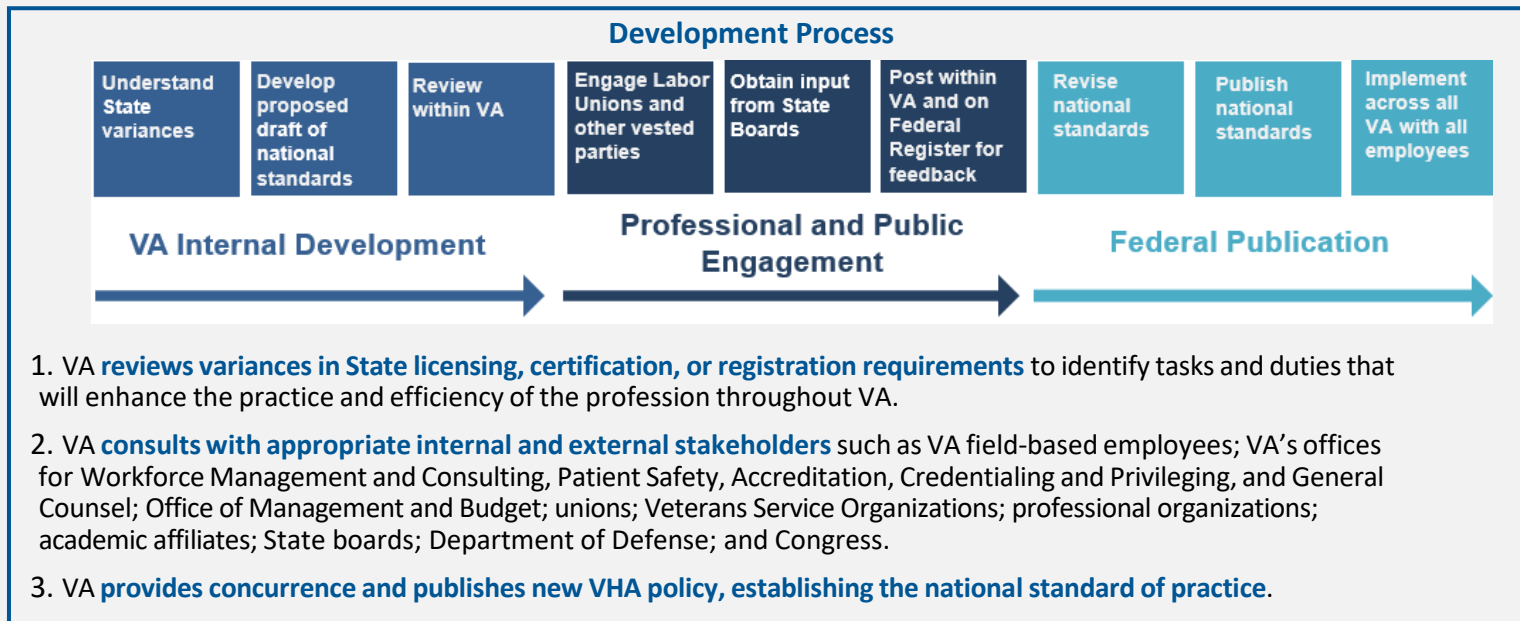 Development Process
Understand
State
variances
Develop
proposed
draft of
national
standards
Review
within VA
Engage Labor
Unions and
other vested
parties
Obtain input
from State
Boards
Post within
VA and on
Federal
Register for
feedback
Revise
national
standards
Publish
national
standards
Implement
across all
VA with all
employees
VA Internal Development
Professional and Public
Engagement
Federal Publication
1. VA reviews variances in State licensing, certification, or registration requirements to identify tasks and duties that
will enhance the practice and efficiency of the profession throughout VA.
2. VA consults with appropriate internal and external stakeholders such as VA field-based employees; VA’s offices
for Workforce Management and Consulting, Patient Safety, Accreditation, Credentialing and Privileging, and General
Counsel; Office of Management and Budget; unions; Veterans Service Organizations; professional organizations;
academic affiliates; State boards; Department of Defense; and Congress.
3. VA provides concurrence and publishes new VHA policy, establishing the national standard of practice.